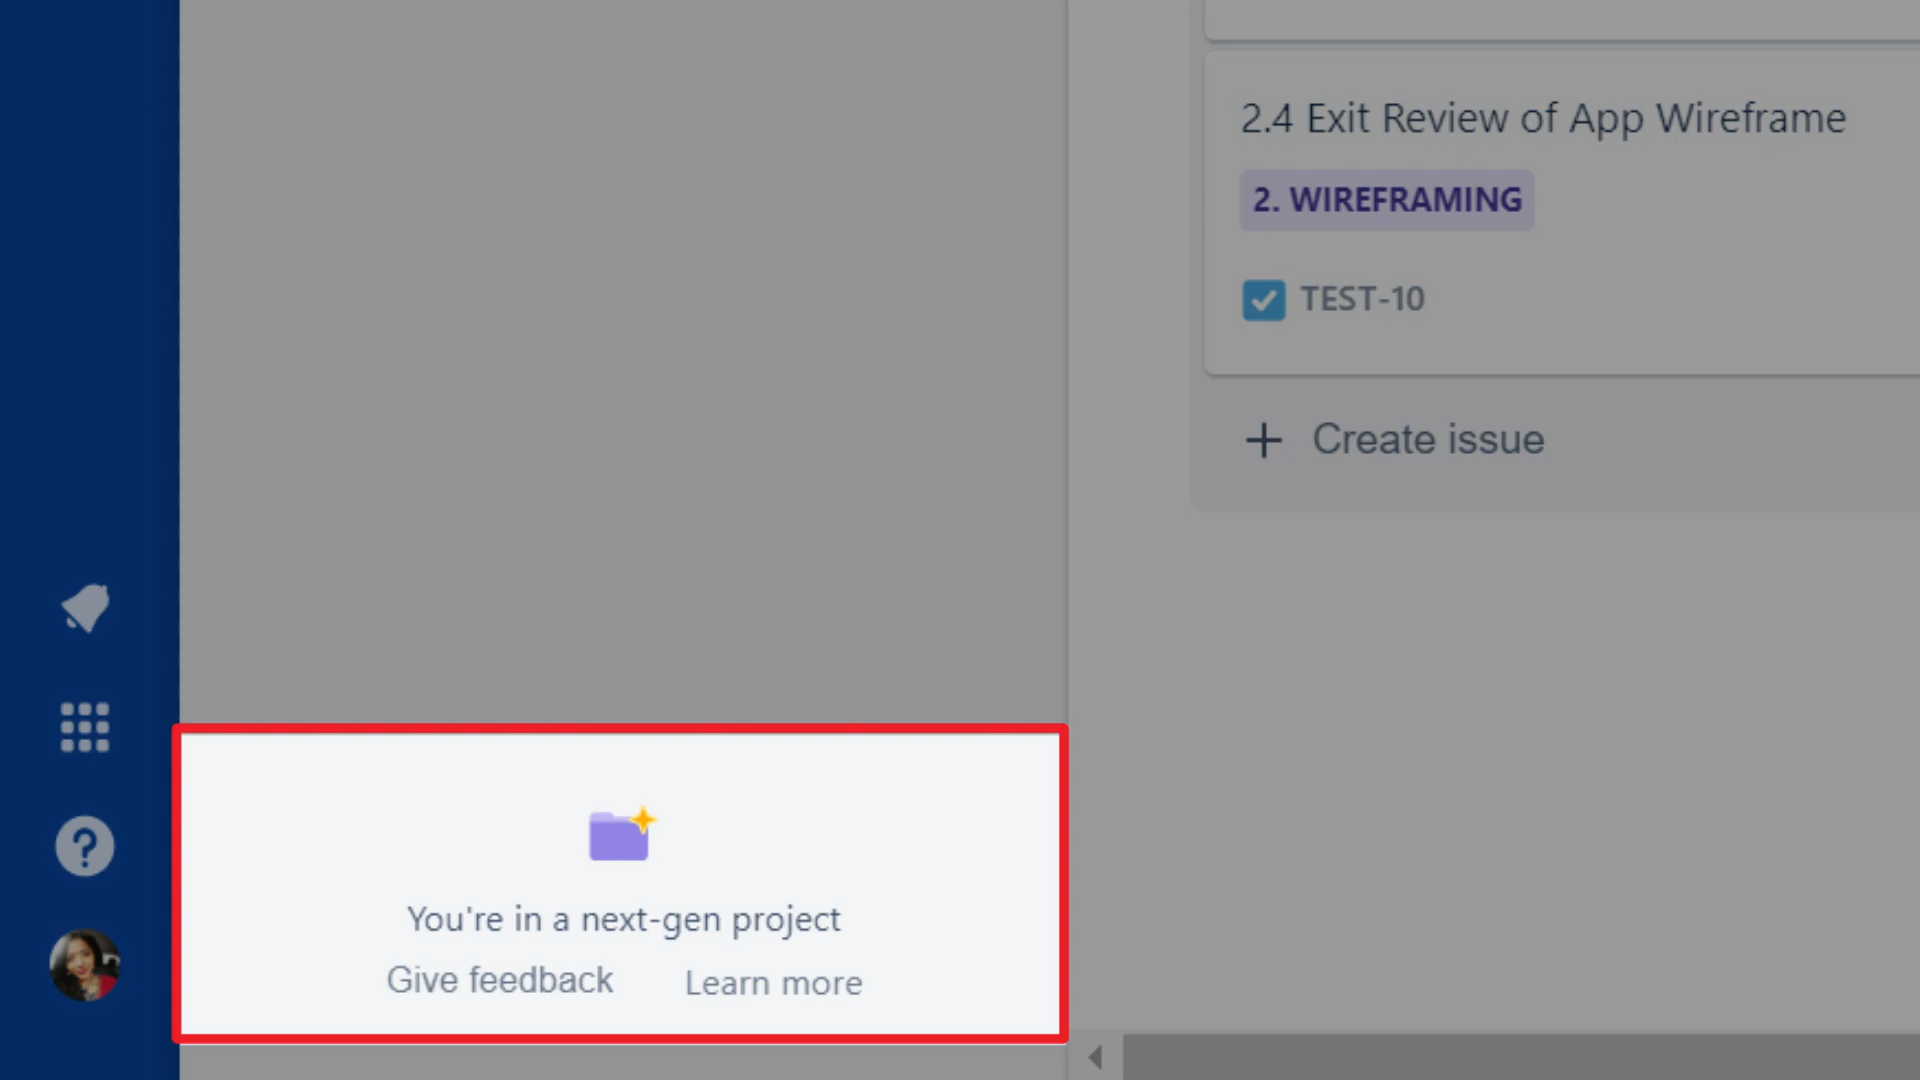 2.4 Exit Review of App Wireframe
2. WIREFRAMING
TEST-10
Create issue
You're in a next-gen project
Give feedback
Learn more